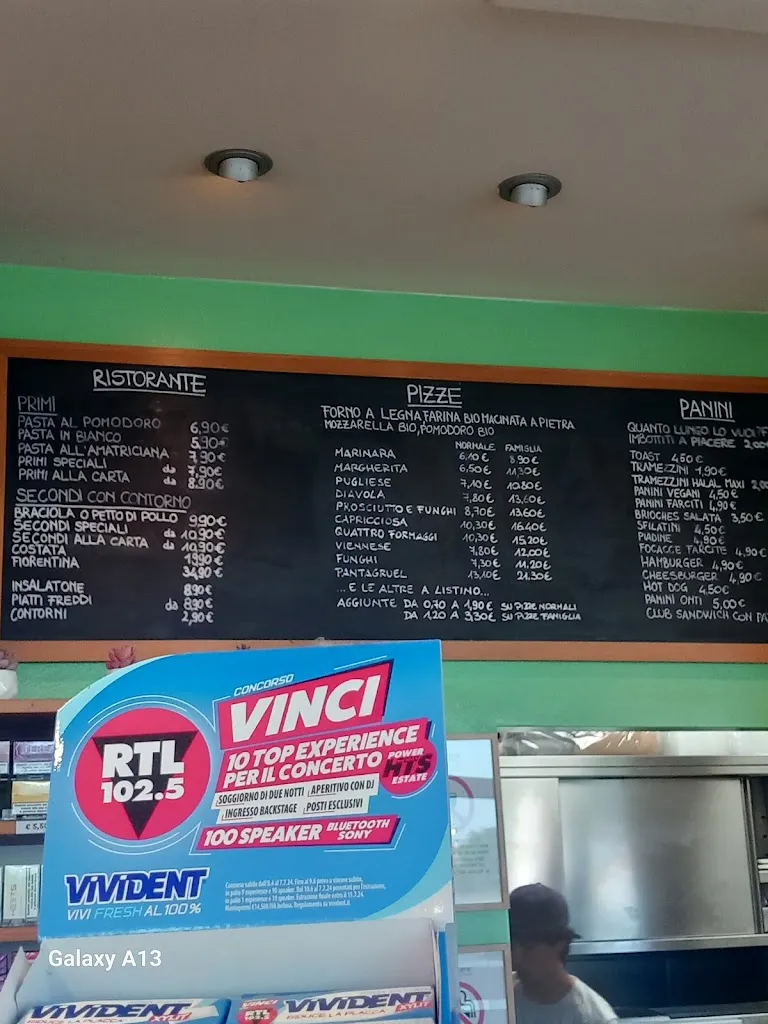 RISTORANTE
PRIMI
PASTA AL POMODORO 6,90€
PASTA IN BIANCO 5,90€
PASTA ALL'AMATRICIANA 7,90€
PRIMI SPECIALI da 7,90€
PRIMI ALLA CARTA da 8,90€
SECONDI CON CONTORNO
BRACIOLA O PETTO DI POLLO 9,90€
SECONDI SPECIALI da 10,90€
SECONDI ALLA CARTA da 10,90€
COSTATA 19,90€
FIORENTINA 34,90€
INSALATONE 8,90€
PIATTI FREDDI da 8,90€
CONTORNI 2,90€
PIZZE
FORNO A LEGNA, FARINA BIO MACINATA A PIETRA
MOZZARELLA BIO, POMODORO BIO
NORMALE FAMIGLIA
MARINARA 6,10€ 8,90€
MARGHERITA 6,50€ 11,30€
PUGLIESE 7,10€ 10,80€
DIAVOLA 7,80€ 13,60€
PROSCIUTTO E FUNGHI 8,70€ 13,60€
CAPRICCIOSA 10,30€ 16,40€
QUATTRO FORMAGGI 10,30€ 15,20€
VIENNESE 7,80€ 12,00€
FUNGHI 7,30€ 11,20€
PANTAGRUEL 13,10€ 21,30€
...E LE ALTRE A LISTINO...
AGGIUNTE DA 0,70 A 1,90€ SU PIZZE NORMALI
DA 1,20 A 3,30€ SU PIZZE FAMIGLIA
PANINI
QUANTO LUNGO LO VUOI
IMBOTTITI A PIACERE 2,00
TOAST 4,50€
TRAMEZZINI 1,90€
TRAMEZZINI HALAL MAXI
PANINI VEGANI 4,50€
PANINI FARCITI 4,90€
BRIOCHES SALATA 3,50€
SFILATINI 4,50€
PIADINE 4,90€
FOCACCE FARCITE 4,90€
HAMBURGER 4,90€
CHEESBURGER 4,90€
HOT DOG 4,50€
PANINI ONTI 5,00€
CLUB SANDWICH CON
CONCORSO
VINCI
10 TOP EXPERIENCE
PER IL CONCERTO
POWER
HITS
ESTATE
SOGGIORNO DI DUE NOTTI APERITIVO CON DJ
INGRESSO BACKSTAGE POSTI ESCLUSIVI
100 SPEAKER BLUETOOTH
SONY
RTL
102.5
VIVIDENT
VIVI FRESH AL 100%
Galaxy A13
VIVIDENT
XYLIT
VINCI
VIVIDENT
XYLIT
RIDUCE LA PLACCA